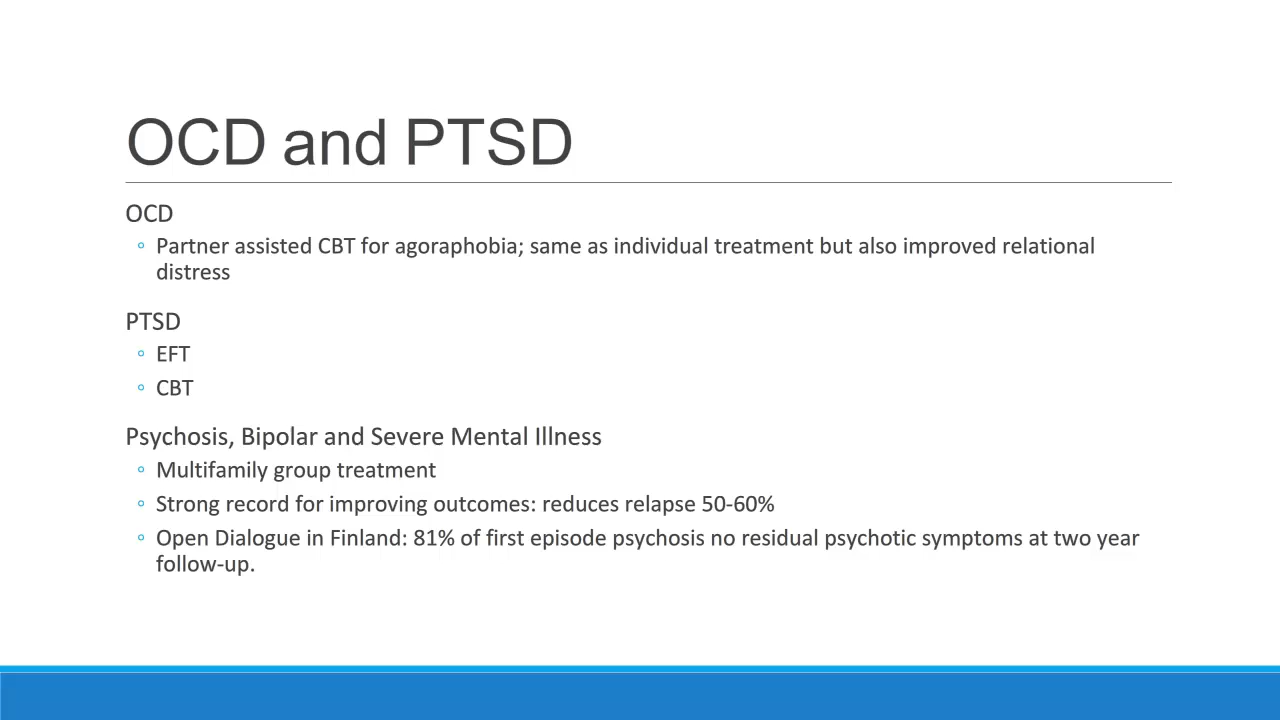 OCD and PTSD
OCD
◦ Partner assisted CBT for agoraphobia; same as individual treatment but also improved relational
distress
PTSD
◦ EFT
◦ CBT
Psychosis, Bipolar and Severe Mental Illness
◦ Multifamily group treatment
◦ Strong record for improving outcomes: reduces relapse 50-60%
◦ Open Dialogue in Finland: 81% of first episode psychosis no residual psychotic symptoms at two year
follow-up.